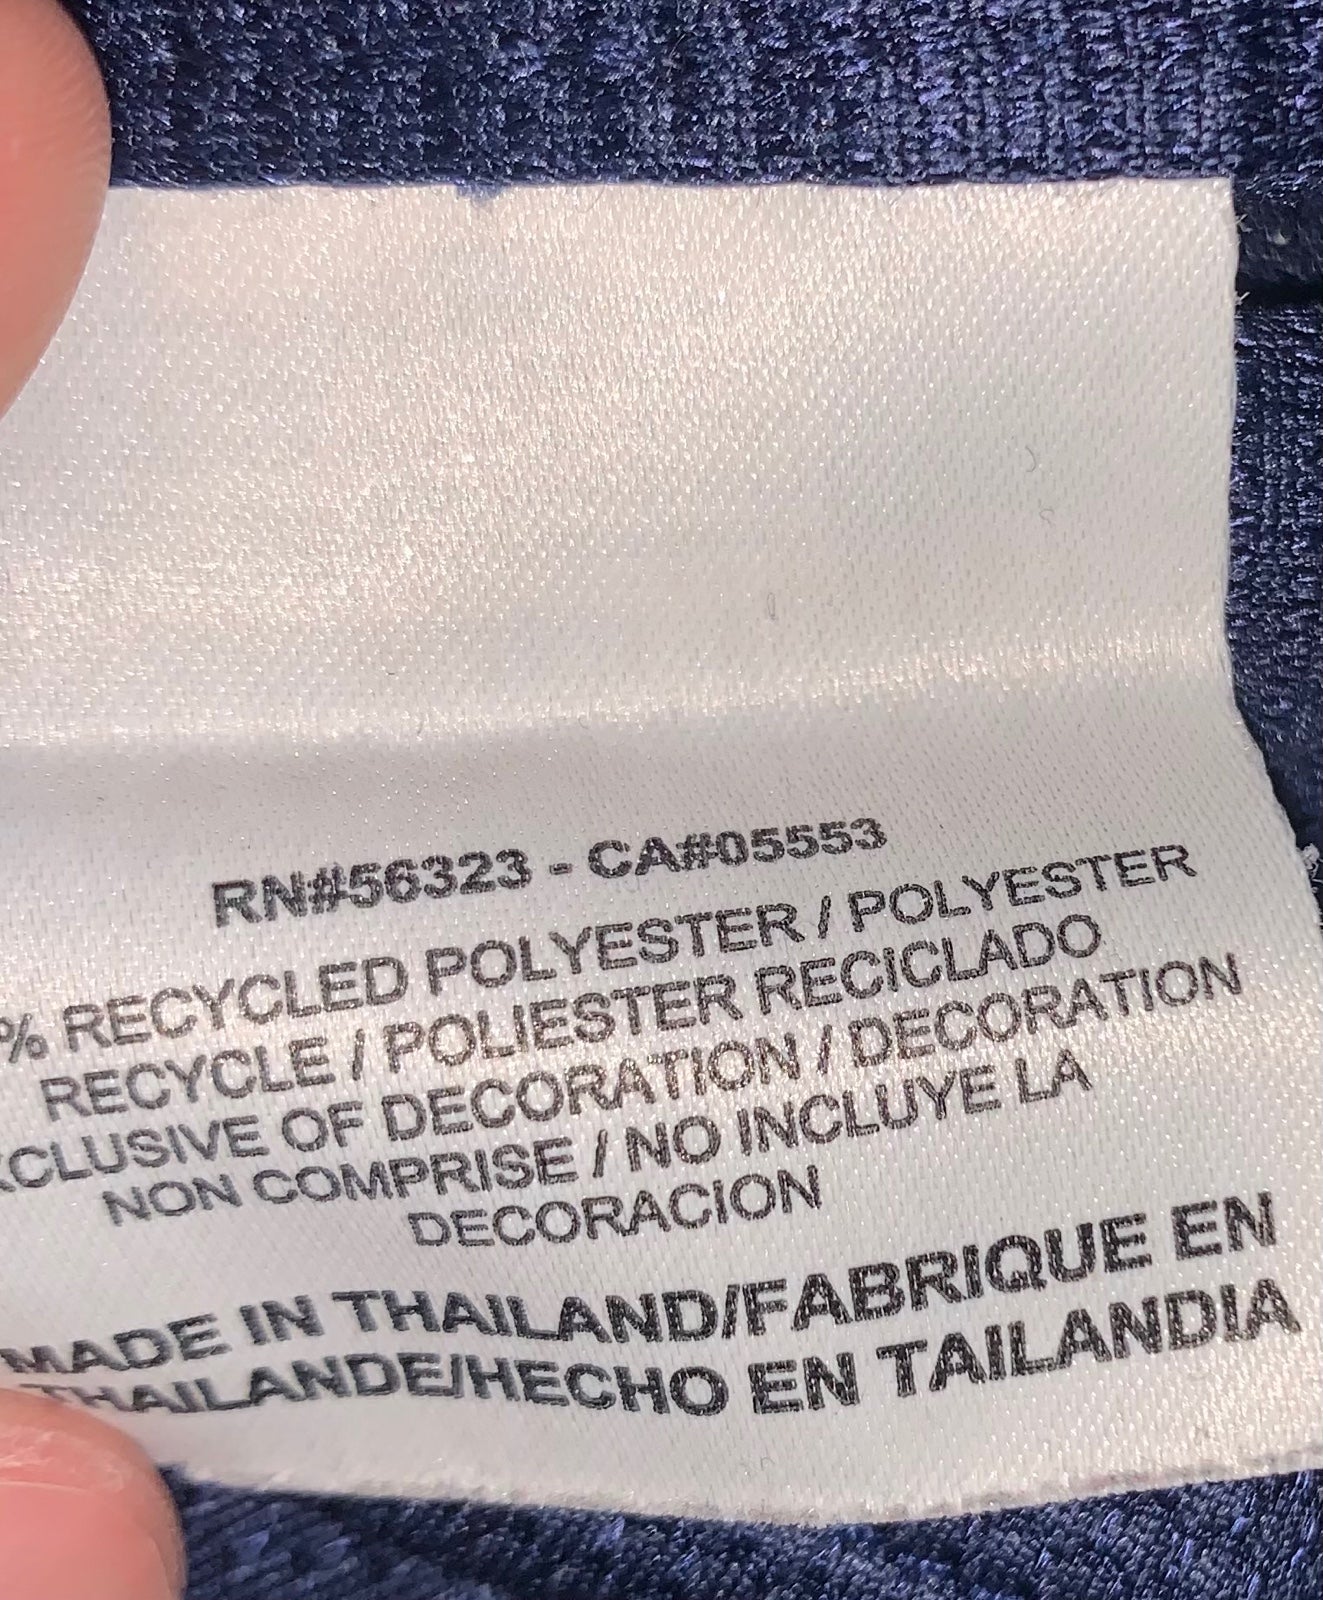 RN#56323 - CA#05553
% RECYCLED POLYESTER / POLYESTER
RECYCLE / POLIESTER RECICLADO
XCLUSIVE OF DECORATION / DECORATION
NON COMPRISE / NO INCLUYE LA
DECORACION
MADE IN THAILAND/FABRIQUE EN
THAILANDE/HECHO EN TAILANDIA